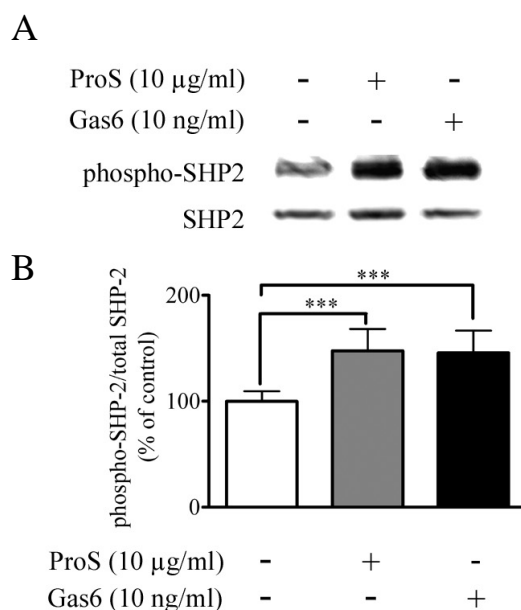 A
ProS (10 µg/ml) - + -
Gas6 (10 ng/ml) - - +
phospho-SHP2
SHP2
B
phospho-SHP-2/total SHP-2
(% of control)
200
100
0
***
***
ProS (10 µg/ml) - + -
Gas6 (10 ng/ml) - - +